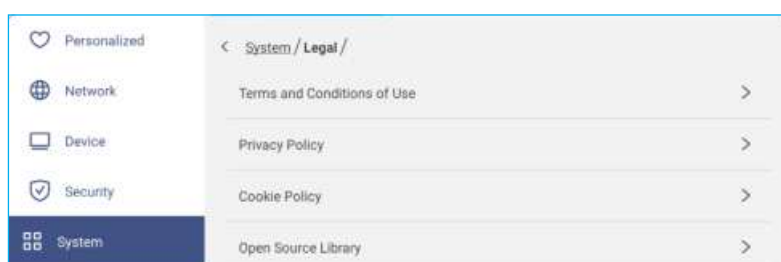 Personalized
Network
Device
Security
System
< System / Legal /
Terms and Conditions of Use
Privacy Policy
Cookie Policy
Open Source Library